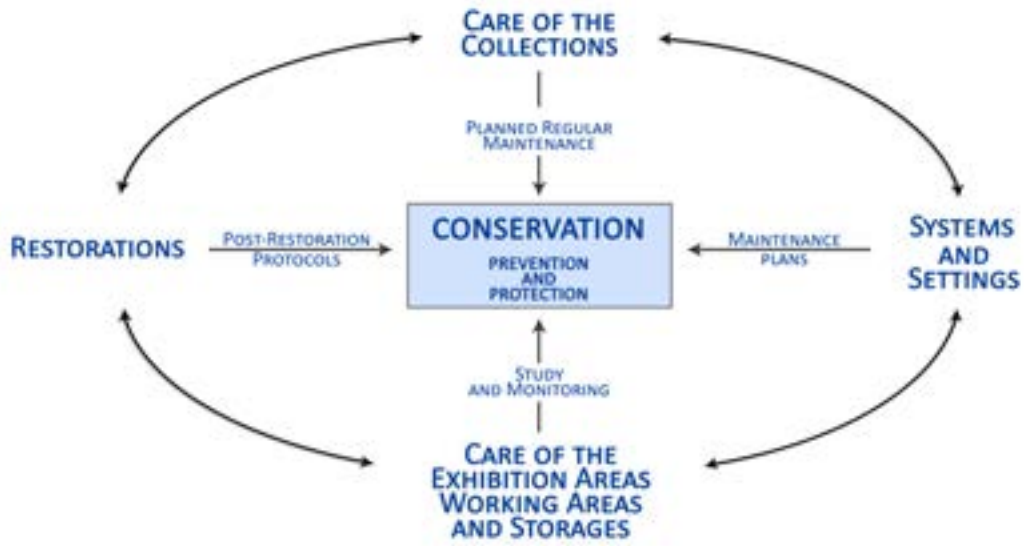 CARE OF THE
COLLECTIONS
PLANNED REGULAR
MAINTENANCE
RESTORATIONS
POST-RESTORATION
PROTOCOLS
CONSERVATION
PREVENTION
AND
PROTECTION
MAINTENANCE
PLANS
SYSTEMS
AND
SETTINGS
STUDY
AND MONITORING
CARE OF THE
EXHIBITION AREAS
WORKING AREAS
AND STORAGES